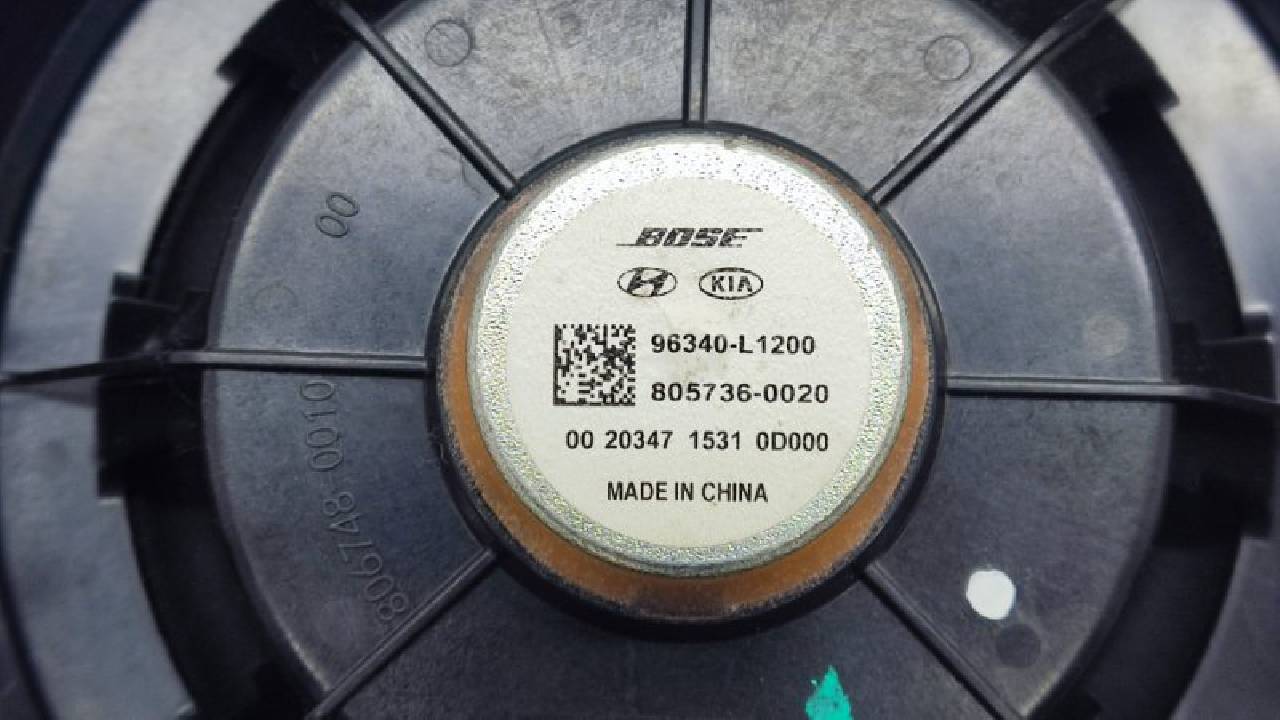 BOSE
H KIA
96340-L1200
805736-0020
00 20347 1531 0D000
MADE IN CHINA
00
806748-0010